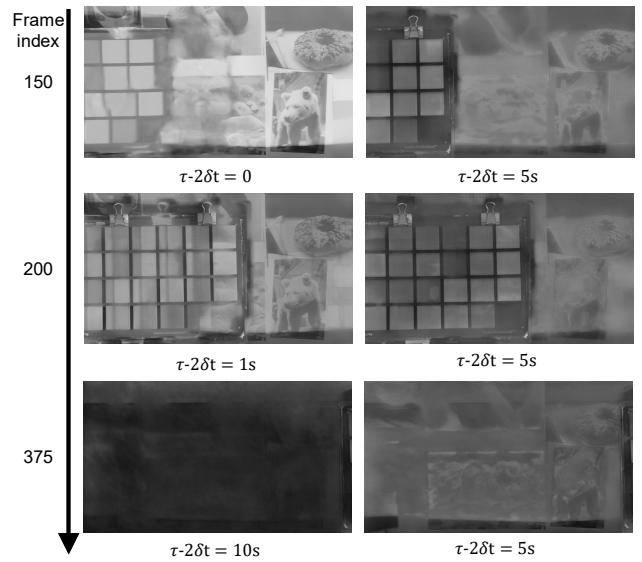 Frame
index
150
τ-2δt = 0
τ-2δt = 5s
200
τ-2δt = 1s
τ-2δt = 5s
375
τ-2δt = 10s
τ-2δt = 5s